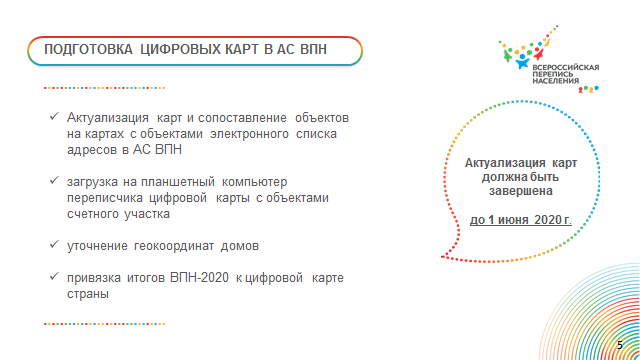 ПОДГОТОВКА ЦИФРОВЫХ КАРТ В АС ВПН
ВСЕРОССИЙСКАЯ
ПЕРЕПИСЬ
НАСЕЛЕНИЯ
Актуализация карт и сопоставление объектов
на картах с объектами электронного списка
адресов в АС ВПН
загрузка на планшетный компьютер
переписчика цифровой карты с объектами
счетного участка
уточнение геокоординат домов
привязка итогов ВПН-2020 к цифровой карте
страны
Актуализация карт
должна быть
завершена
до 1 июня 2020 г.
5